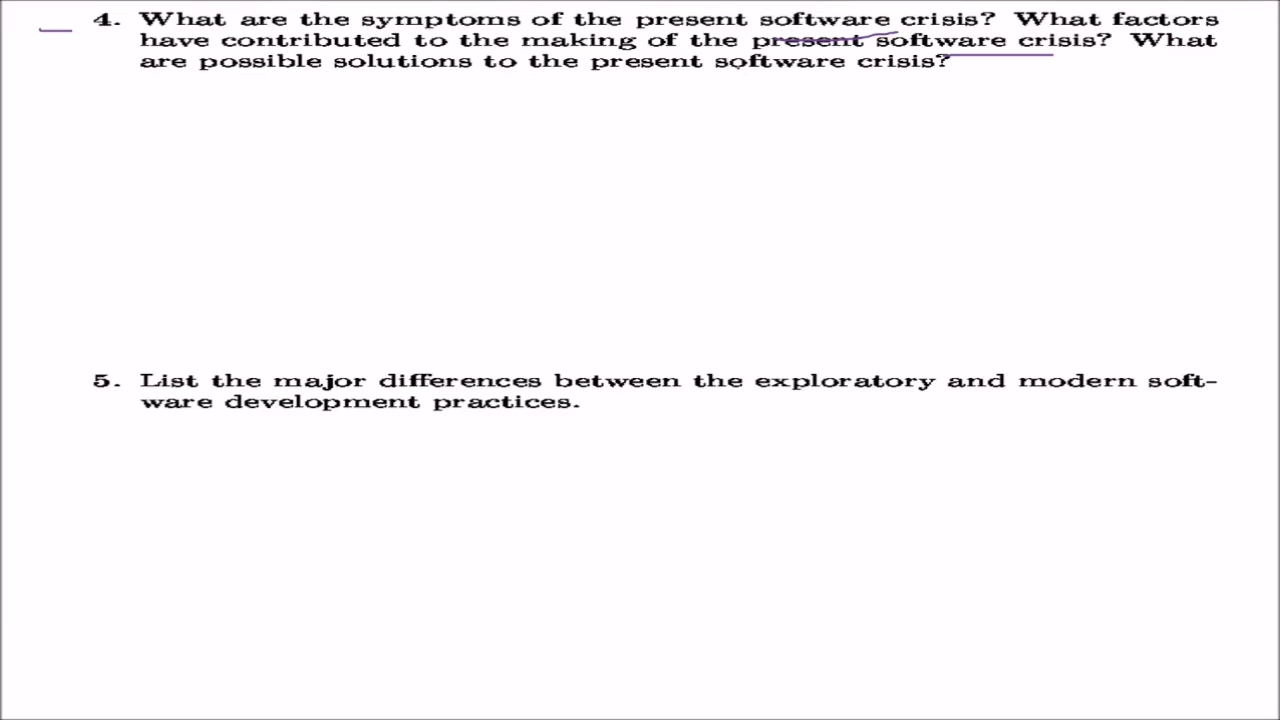 4. What are the symptoms of the present software crisis? What factors
have contributed to the making of the present software crisis? What
are possible solutions to the present software crisis?
5. List the major differences between the exploratory and modern soft-
ware development practices.